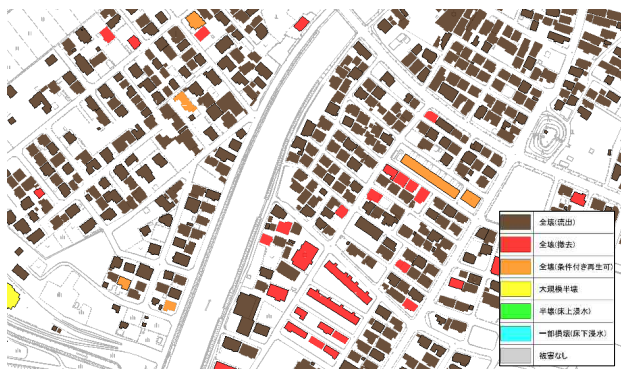 全壊(流出)
全壊(撤去)
全壊(条件付き再生可)
大規模半壊
半壊(床上浸水)
一部損壊(床下浸水)
被害なし